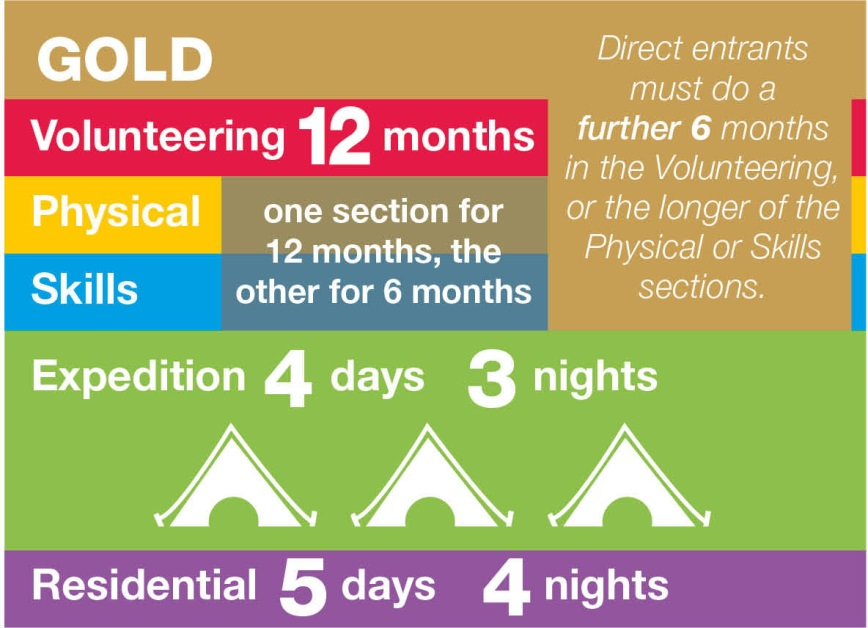 GOLD
Volunteering 12 months
Physical
Skills
one section for
12 months, the
other for 6 months
Direct entrants
must do a
further 6 months
in the Volunteering,
or the longer of the
Physical or Skills
sections.
Expedition 4 days 3 nights
Residential 5 days 4 nights